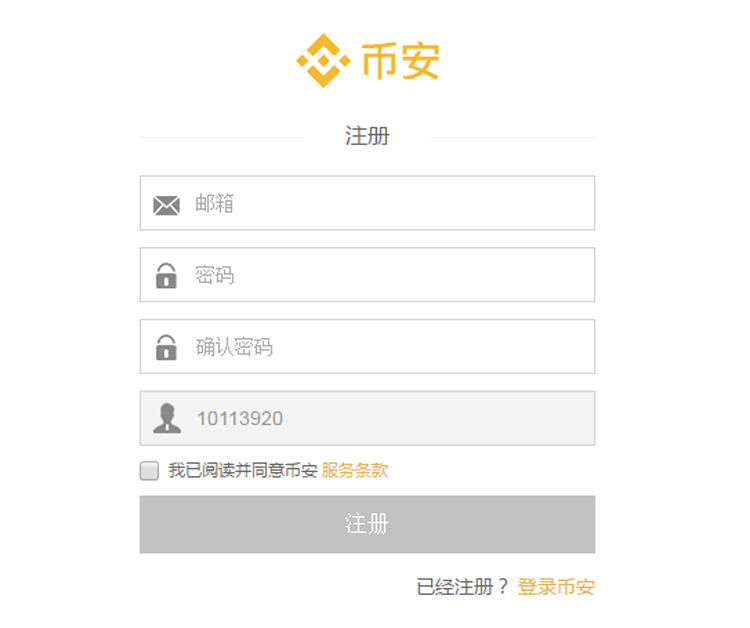 币安
注册
邮箱
密码
确认密码
10113920
我已阅读并同意币安 服务条款
注册
已经注册？ 登录币安